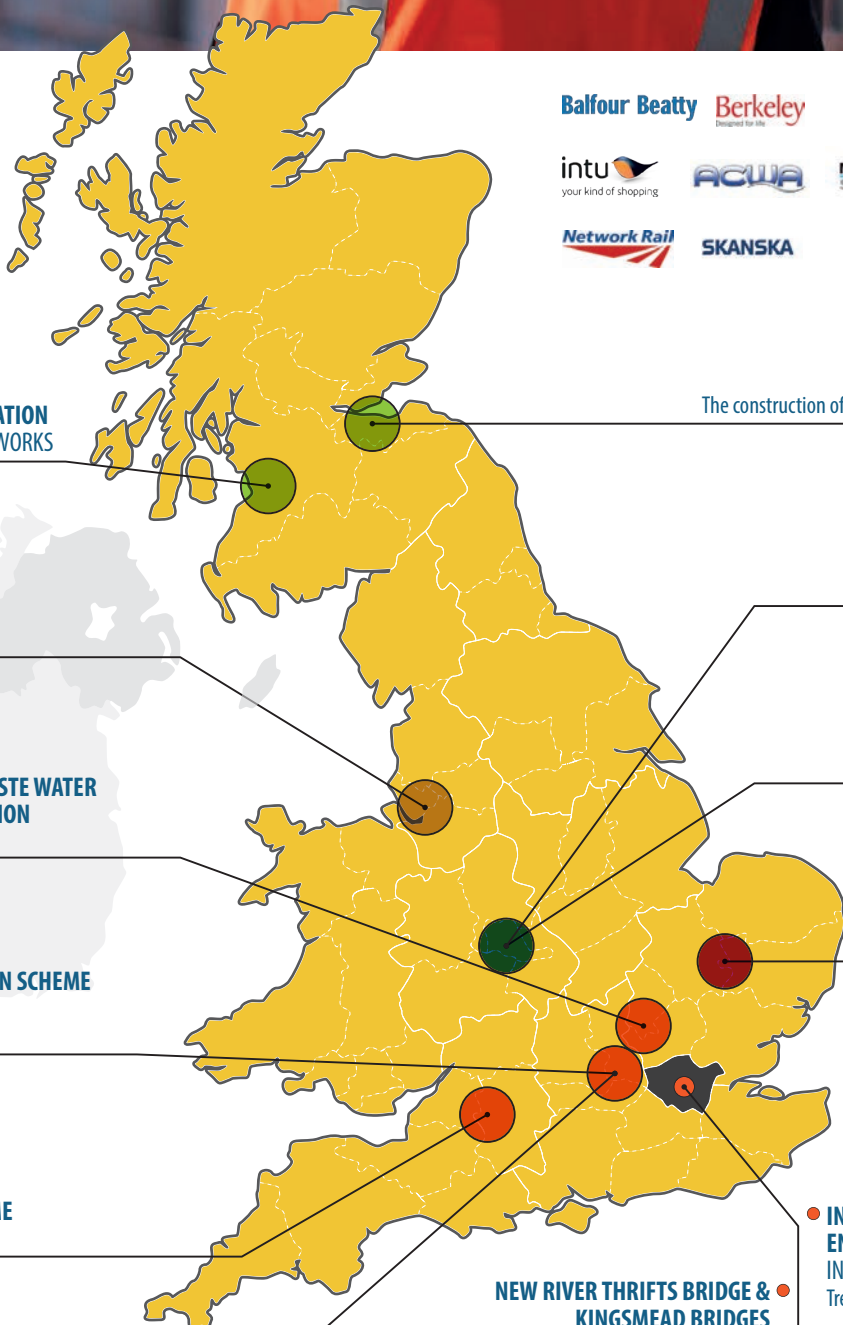 Balfour Beatty
Berkeley
Designed for life
intu
your kind of shopping
ACWA
Network Rail
SKANSKA
ATION
WORKS
The construction of
STE WATER
ION
N SCHEME
ME
NEW RIVER THRIFTS BRIDGE &
KINGSMEAD BRIDGES
IN
EN
IN
Tre